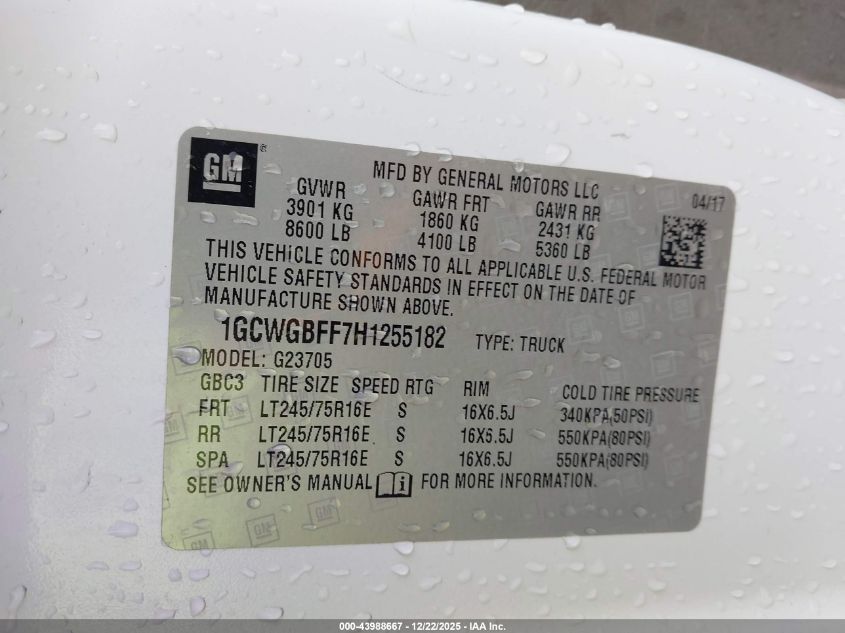 GM ®
MFD BY GENERAL MOTORS LLC
04/17
GVWR GAWR FRT GAWR RR
3901 KG 1860 KG 2431 KG
8600 LB 4100 LB 5360 LB
THIS VEHICLE CONFORMS TO ALL APPLICABLE U.S. FEDERAL MOTOR
VEHICLE SAFETY STANDARDS IN EFFECT ON THE DATE OF
MANUFACTURE SHOWN ABOVE.
1GCWGBFF7H1255182 TYPE: TRUCK
MODEL: G23705
GBC3 TIRE SIZE SPEED RTG RIM COLD TIRE PRESSURE
FRT LT245/75R16E S 16X6.5J 340KPA(50PSI)
RR LT245/75R16E S 16X6.5J 550KPA(80PSI)
SPA LT245/75R16E S 16X6.5J 550KPA(80PSI)
SEE OWNER'S MANUAL i FOR MORE INFORMATION.
000-43988667 - 12/22/2025 - IAA Inc.